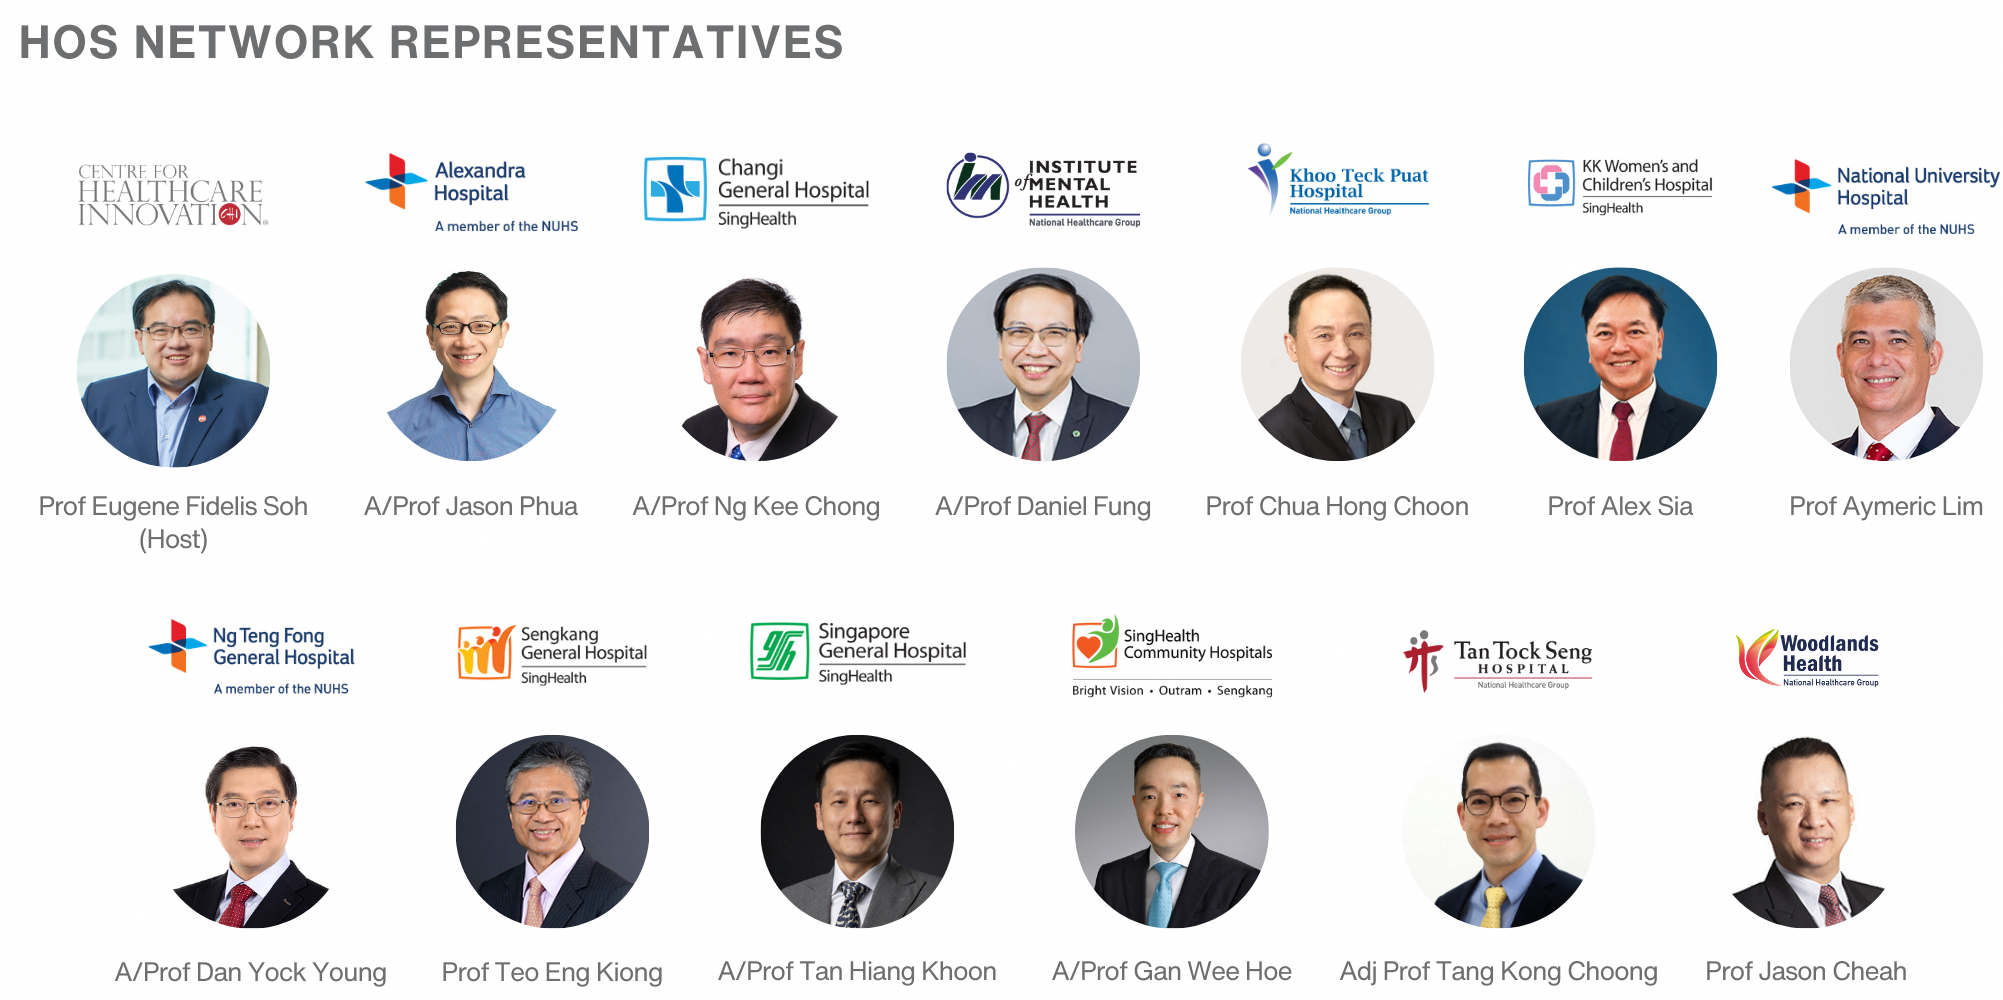 HOS NETWORK REPRESENTATIVES
CENTRE FOR
HEALTHCARE
INNOVATION
CHI
Alexandra
Hospital
A member of the NUHS
Changi
General Hospital
SingHealth
INSTITUTE
of MENTAL
HEALTH
National Healthcare Group
Khoo Teck Puat
Hospital
National Healthcare Group
KK Women's and
Children's Hospital
SingHealth
National University
Hospital
A member of the NUHS
Prof Eugene Fidelis Soh
(Host)
A/Prof Jason Phua
A/Prof Ng Kee Chong
A/Prof Daniel Fung
Prof Chua Hong Choon
Prof Alex Sia
Prof Aymeric Lim
Ng Teng Fong
General Hospital
A member of the NUHS
Sengkang
General Hospital
SingHealth
Singapore
General Hospital
SingHealth
SingHealth
Community Hospitals
Bright Vision • Outram • Sengkang
Tan Tock Seng
HOSPITAL
National Healthcare Group
Woodlands
Health
National Healthcare Group
A/Prof Dan Yock Young
Prof Teo Eng Kiong
A/Prof Tan Hiang Khoon
A/Prof Gan Wee Hoe
Adj Prof Tang Kong Choong
Prof Jason Cheah